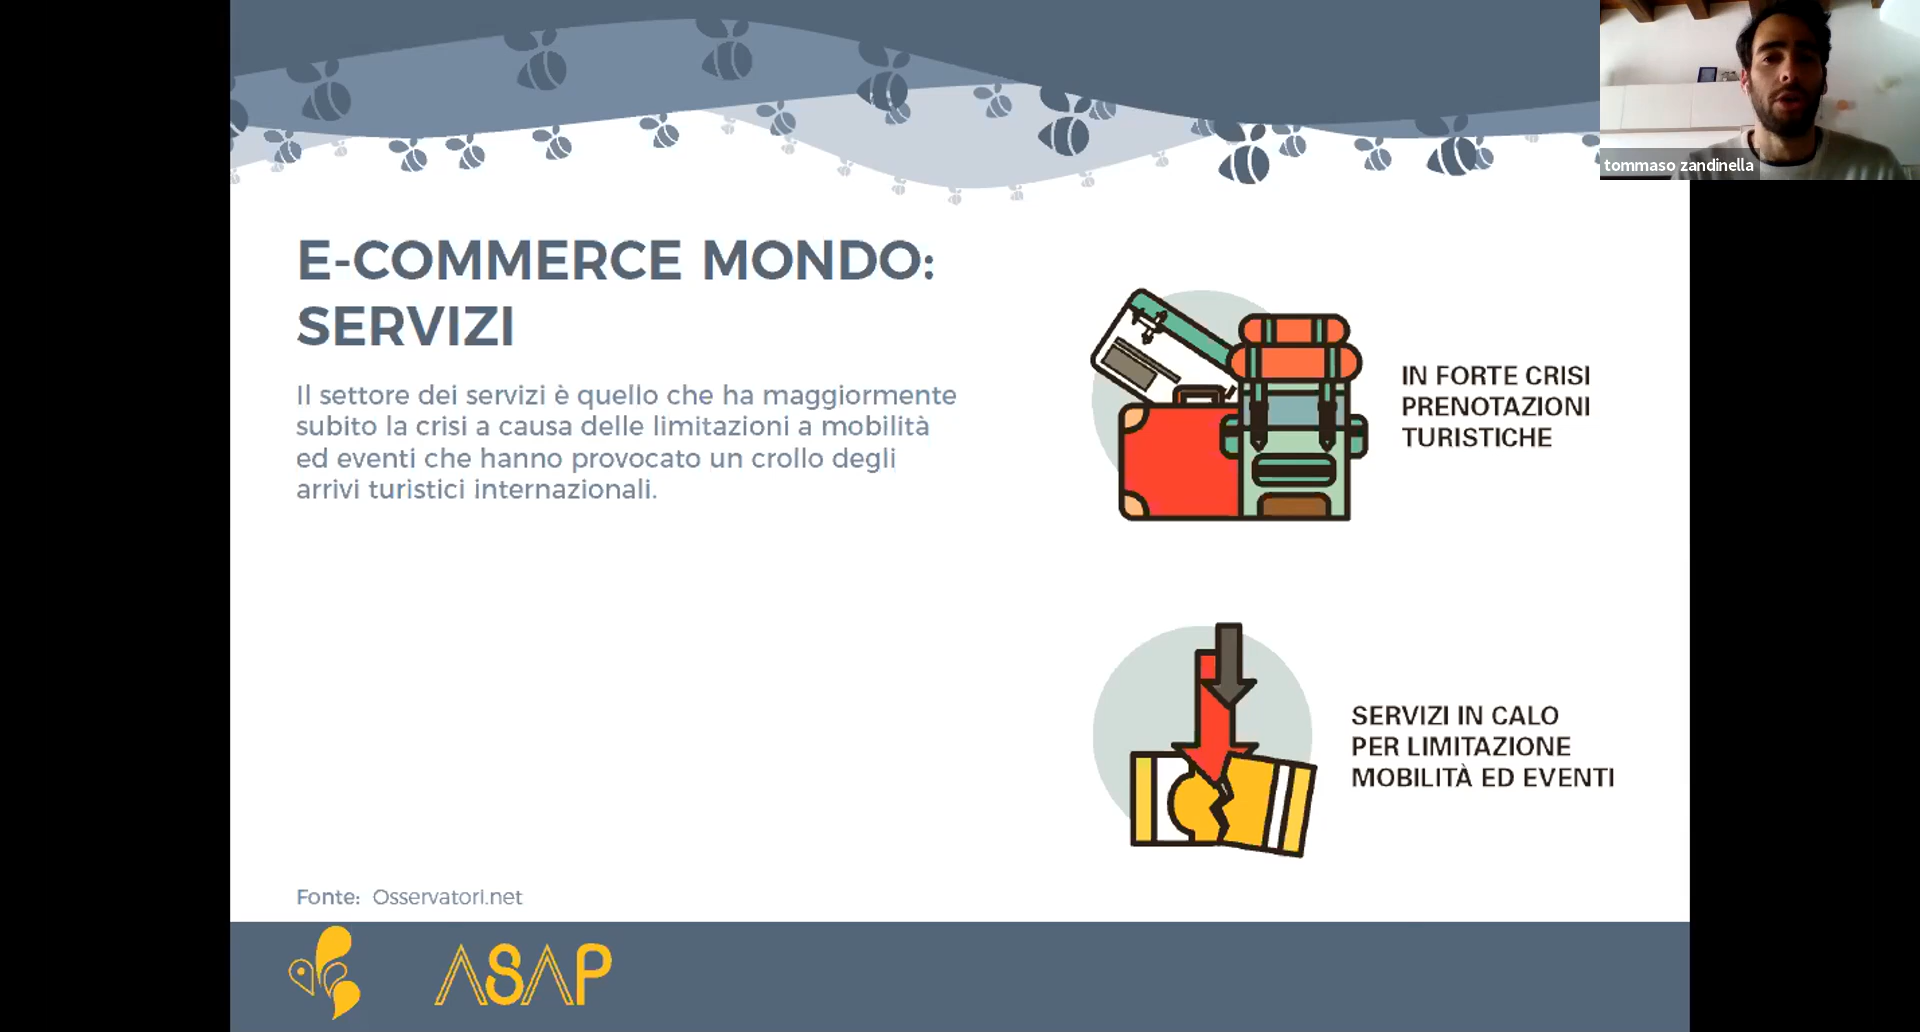 tommaso zandinella
E-COMMERCE MONDO:
SERVIZI
Il settore dei servizi è quello che ha maggiormente
subito la crisi a causa delle limitazioni a mobilità
ed eventi che hanno provocato un crollo degli
arrivi turistici internazionali.
IN FORTE CRISI
PRENOTAZIONI
TURISTICHE
SERVIZI IN CALO
PER LIMITAZIONE
MOBILITÀ ED EVENTI
Fonte: Osservatori.net
ASAP